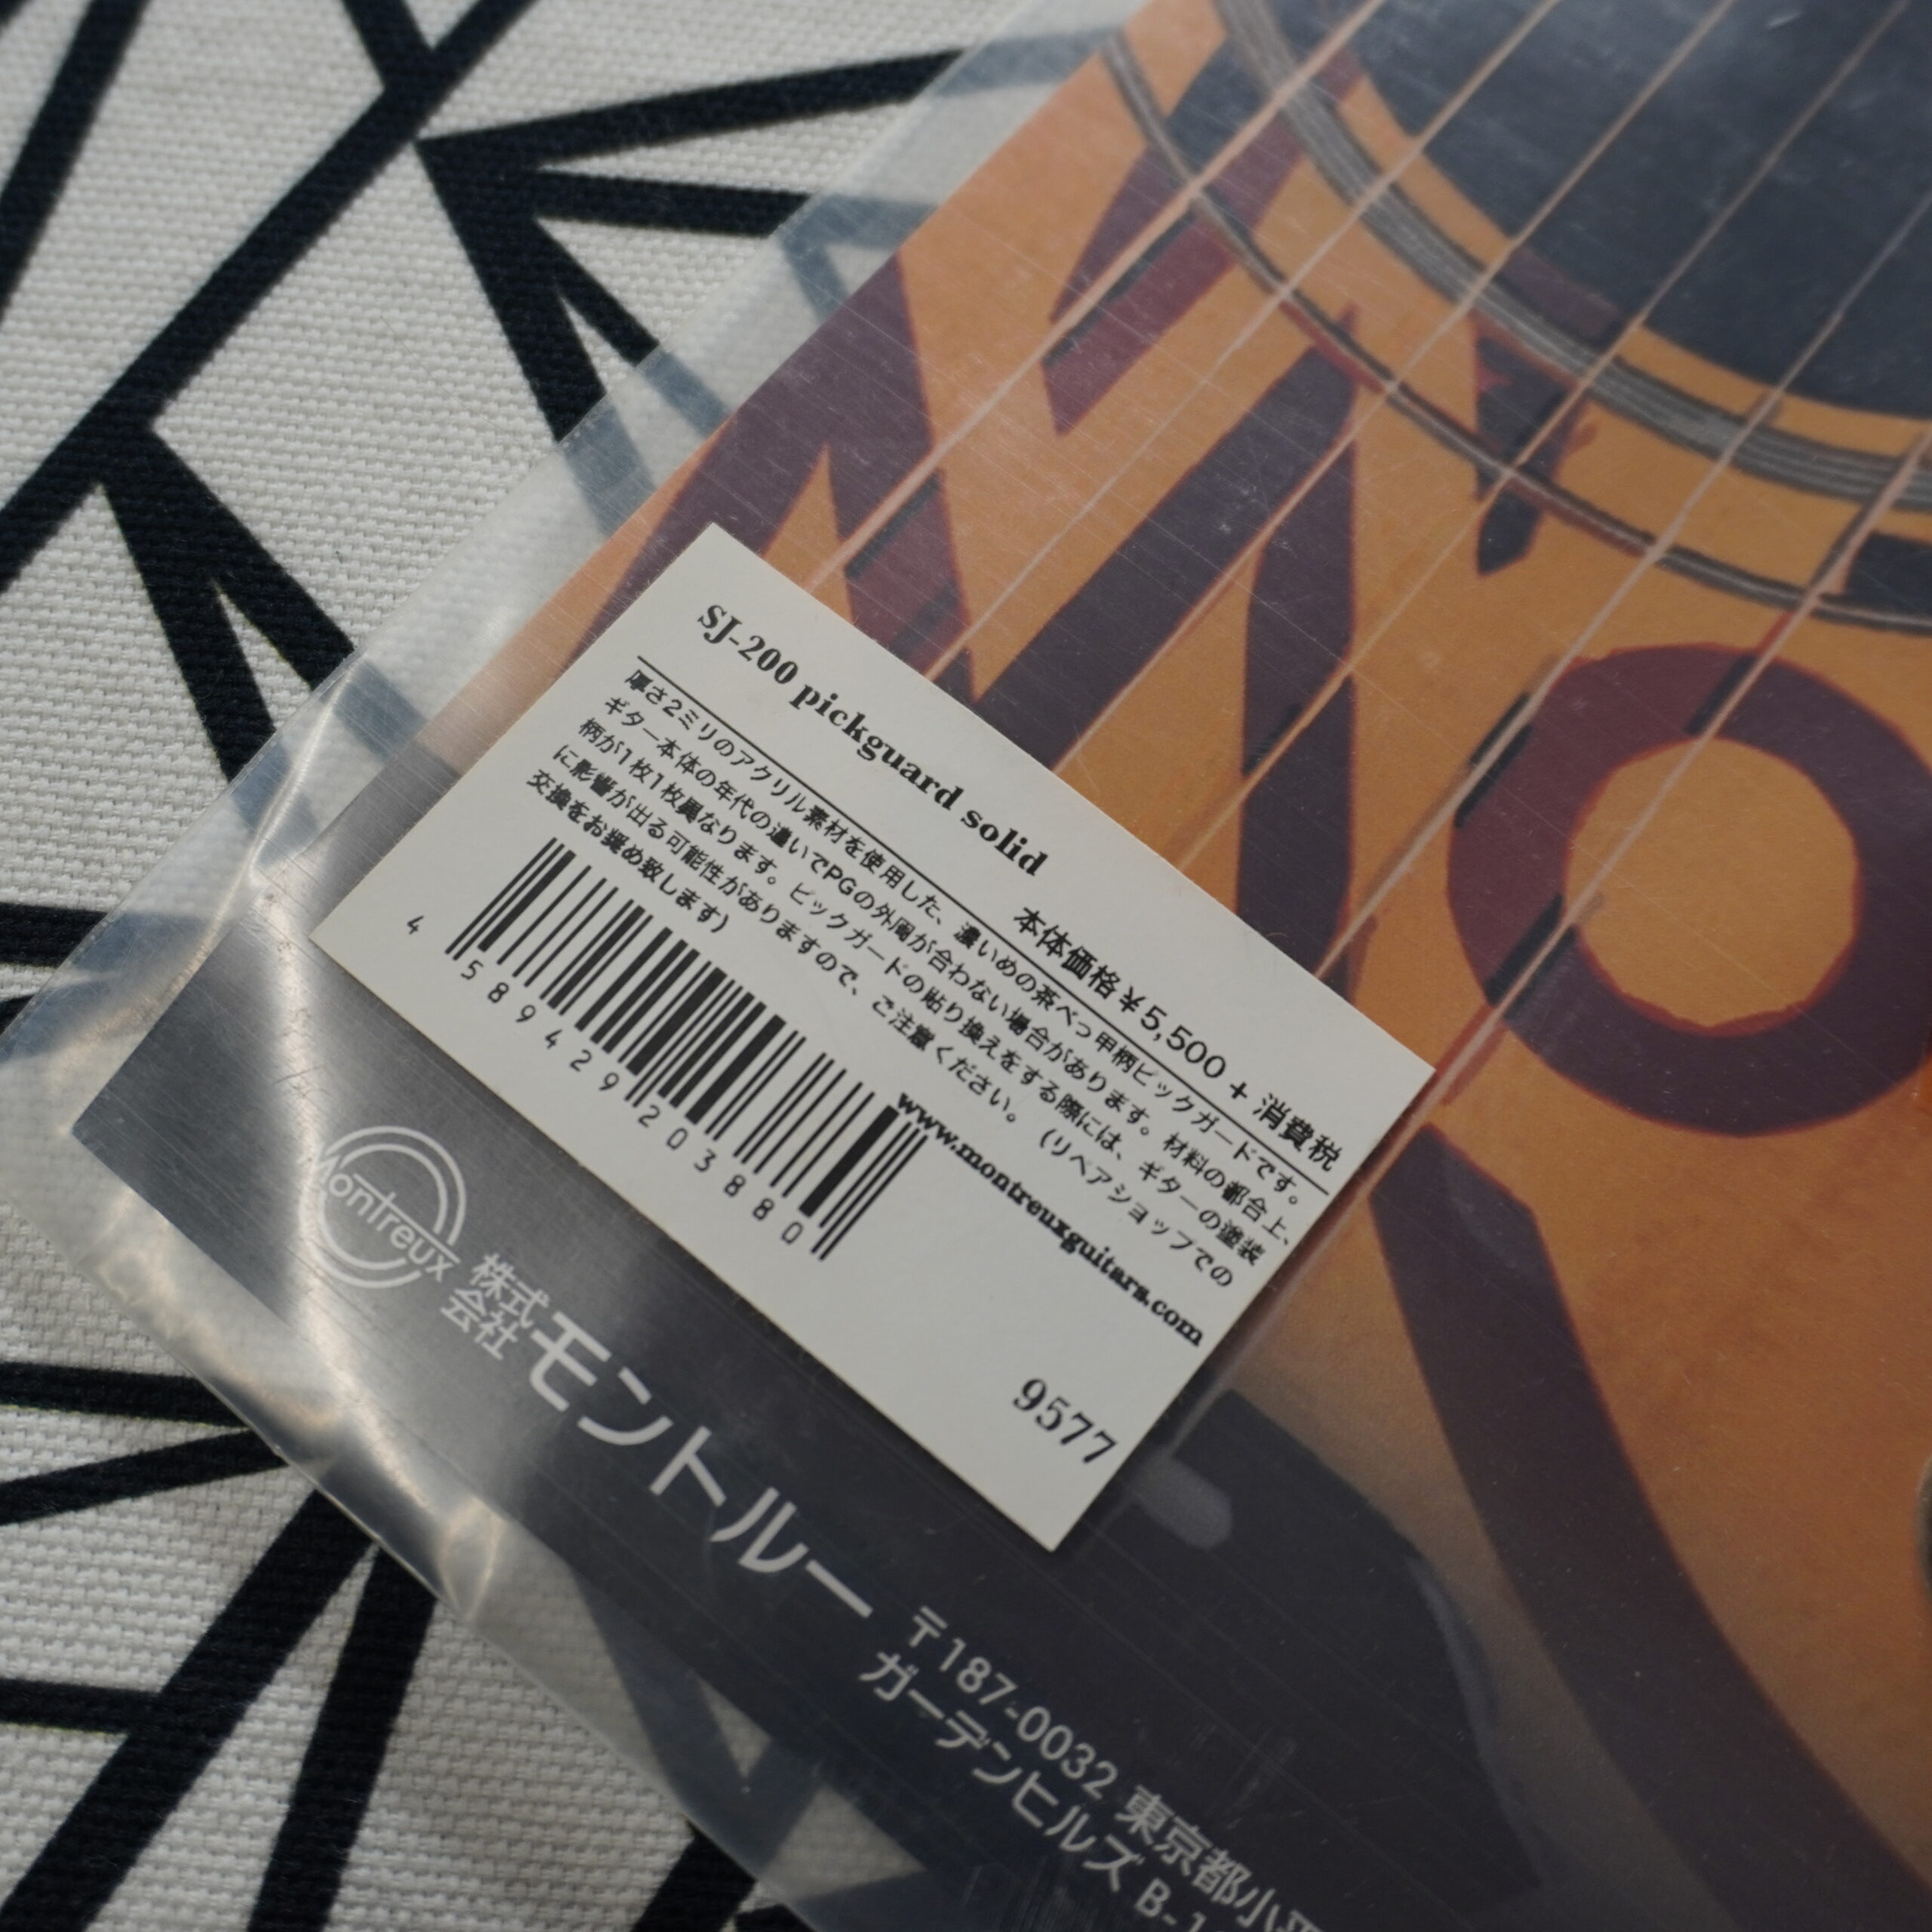 SJ-200 pickguard solid
本体価格￥5,500 + 消費税
厚さ2ミリのアクリル素材を使用した、濃いめの茶べっ甲柄ピックガードです。
ギター本体の年代の違いでPGの外周が合わない場合があります。材料の都合上、
柄が1枚1枚異なります。ピックガードの貼り換えをする際には、ギターの塗装
に影響が出る可能性がありますので、ご注意ください。（リペアショップでの
交換をお奨め致します）
www.montreuxguitars.com
4 589429 203880
9577
Montreux
株式
会社
モントルー
〒187-0032 東京都小平
ガーデンヒルズ B-1